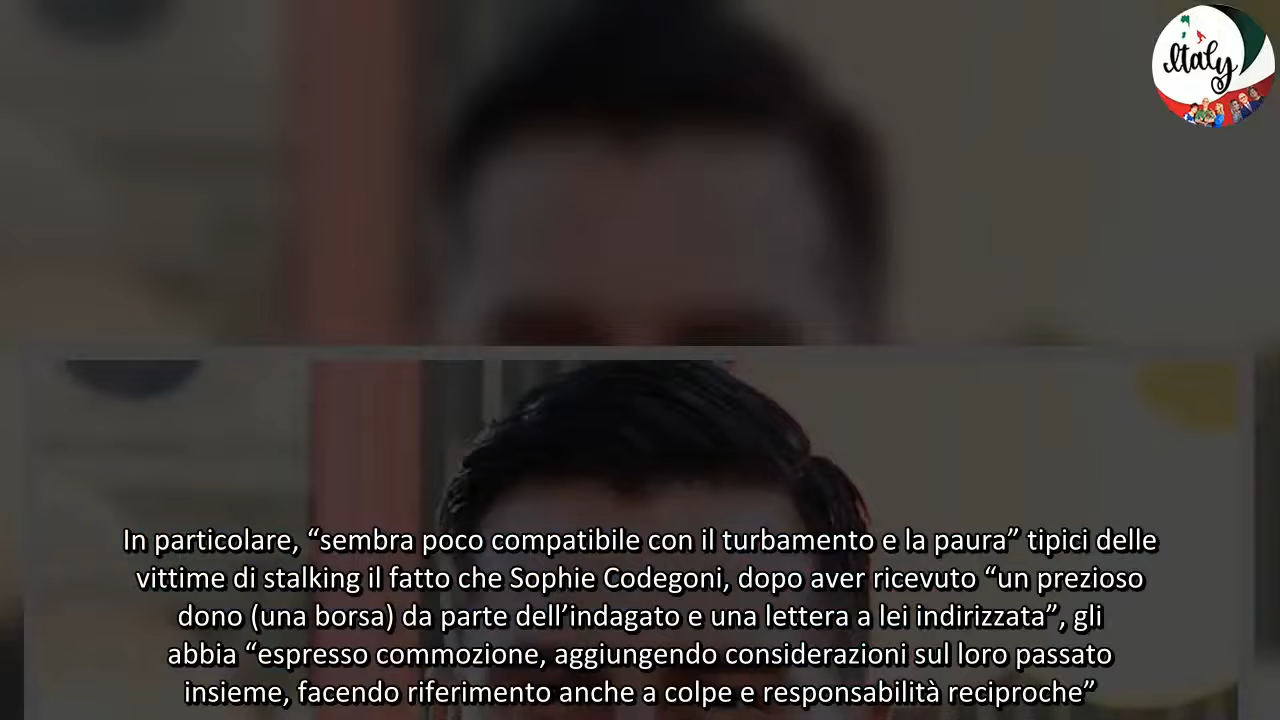 Italy
In particolare, “sembra poco compatibile con il turbamento e la paura” tipici delle
vittime di stalking il fatto che Sophie Codegoni, dopo aver ricevuto “un prezioso
dono (una borsa) da parte dell’indagato e una lettera a lei indirizzata”, gli
abbia “espresso commozione, aggiungendo considerazioni sul loro passato
insieme, facendo riferimento anche a colpe e responsabilità reciproche”